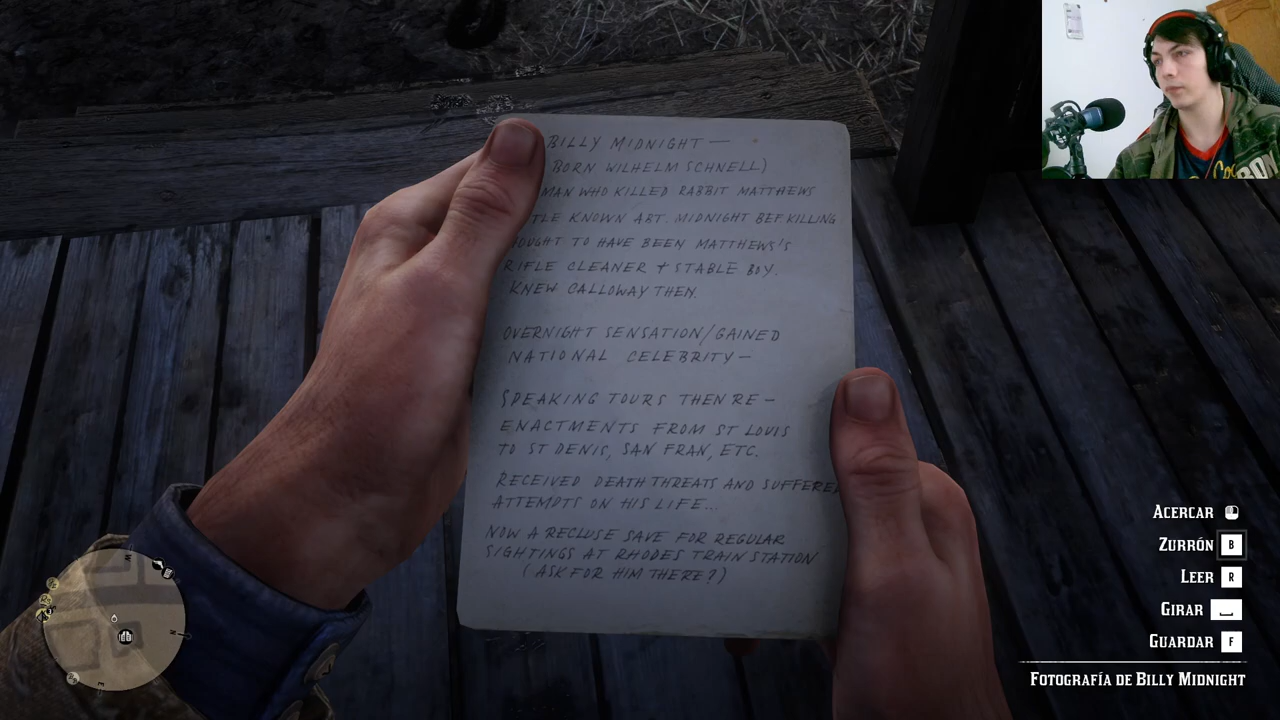 BILLY MIDNIGHT —
BORN WILHELM SCHNELL)
MAN WHO KILLED RABBIT MATTHEWS
TLE KNOWN ABT. MIDNIGHT BEF. KILLING
OUGHT TO HAVE BEEN MATTHEWS'S
RIFLE CLEANER + STABLE BOY.
KNEW CALLOWAY THEN.
OVERNIGHT SENSATION/GAINED
NATIONAL CELEBRITY —
SPEAKING TOURS THEN RE-
ENACTMENTS FROM ST LOUIS
TO ST DENIS, SAN FRAN, ETC.
RECEIVED DEATH THREATS AND SUFFERE
ATTEMPTS ON HIS LIFE...
NOW A RECLUSE SAVE FOR REGULAR
SIGHTINGS AT RHODES TRAIN STATION
(ASK FOR HIM THERE?)
ACERCAR
ZURRÓN B
LEER R
GIRAR
GUARDAR F
FOTOGRAFÍA DE BILLY MIDNIGHT